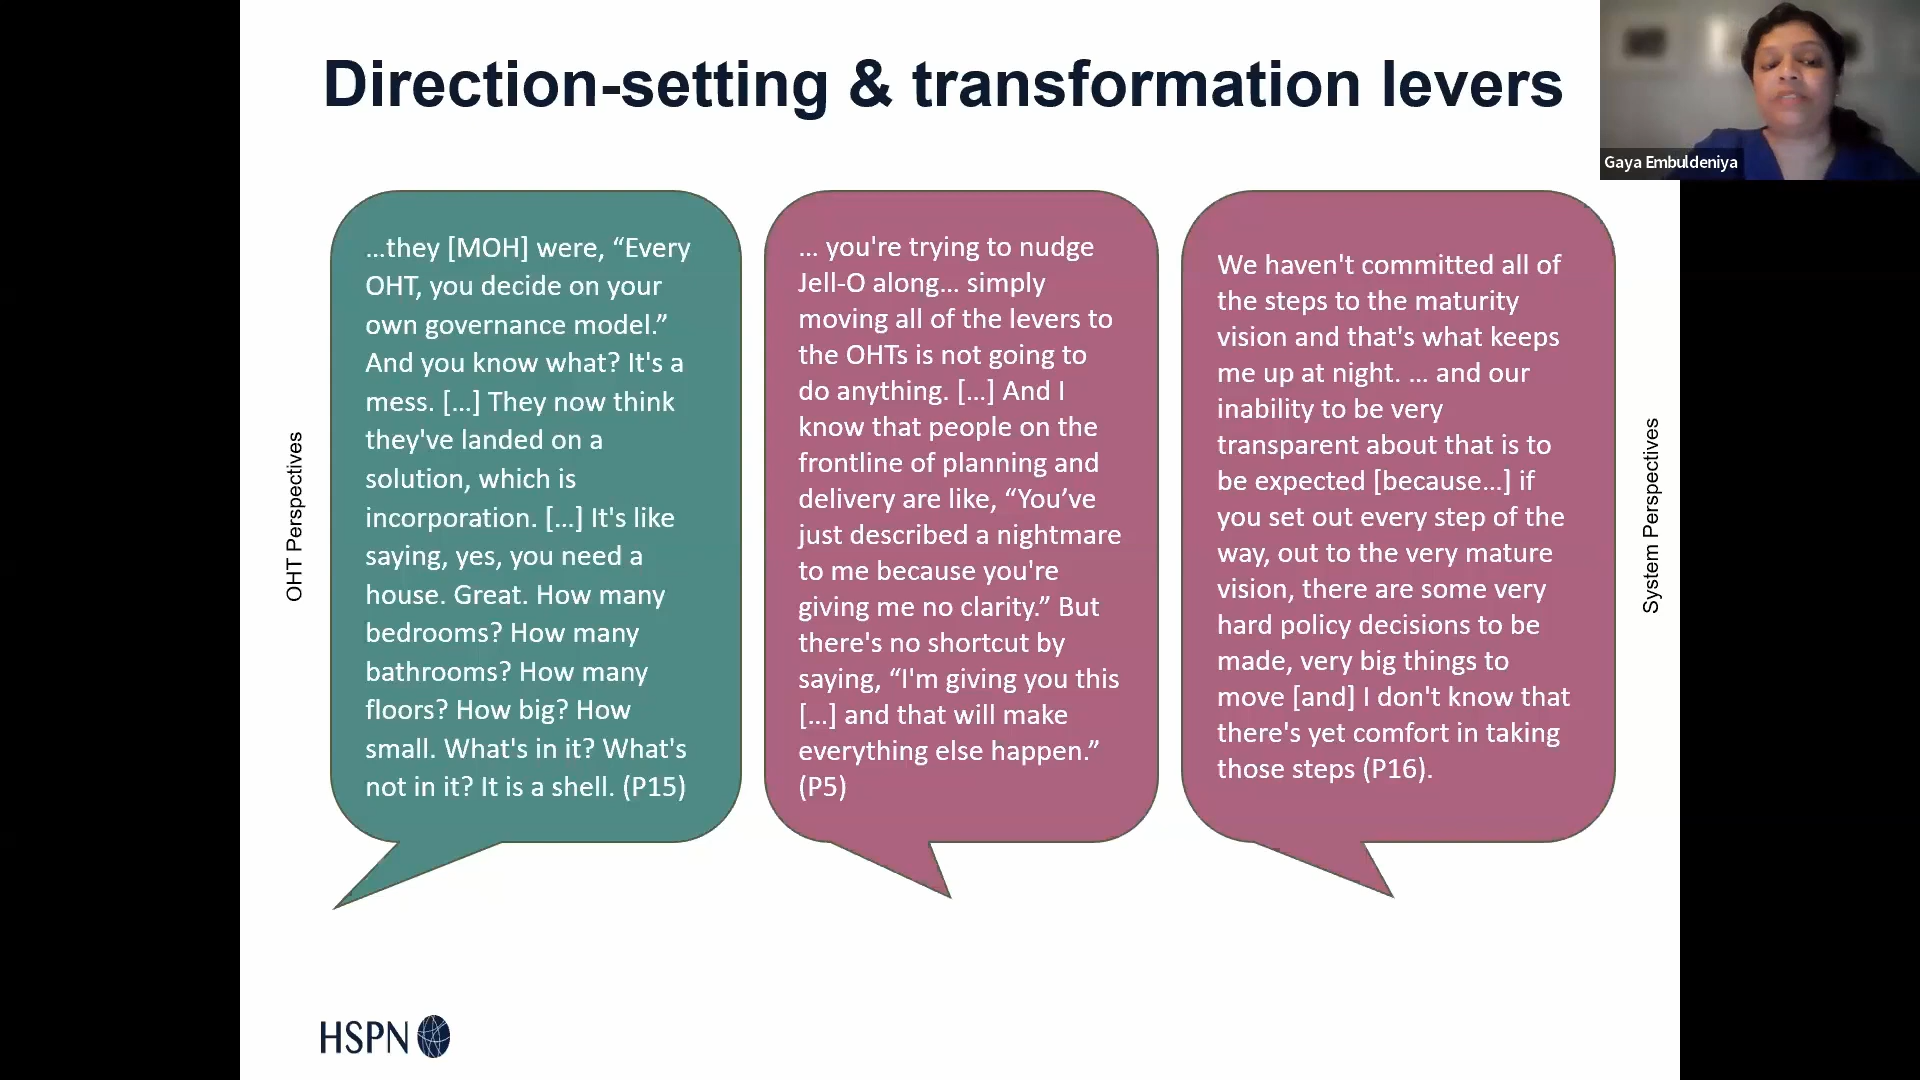 Direction-setting & transformation levers
Gaya Embuldeniya
OHT Perspectives
…they [MOH] were, “Every
OHT, you decide on your
own governance model.”
And you know what? It's a
mess. […] They now think
they've landed on a
solution, which is
incorporation. […] It's like
saying, yes, you need a
house. Great. How many
bedrooms? How many
bathrooms? How many
floors? How big? How
small. What's in it? What's
not in it? It is a shell. (P15)
… you're trying to nudge
Jell-O along… simply
moving all of the levers to
the OHTs is not going to
do anything. […] And I
know that people on the
frontline of planning and
delivery are like, “You’ve
just described a nightmare
to me because you're
giving me no clarity.” But
there's no shortcut by
saying, “I'm giving you this
[…] and that will make
everything else happen.”
(P5)
We haven't committed all of
the steps to the maturity
vision and that's what keeps
me up at night. … and our
inability to be very
transparent about that is to
be expected [because…] if
you set out every step of the
way, out to the very mature
vision, there are some very
hard policy decisions to be
made, very big things to
move [and] I don't know that
there's yet comfort in taking
those steps (P16).
System Perspectives
HSPN